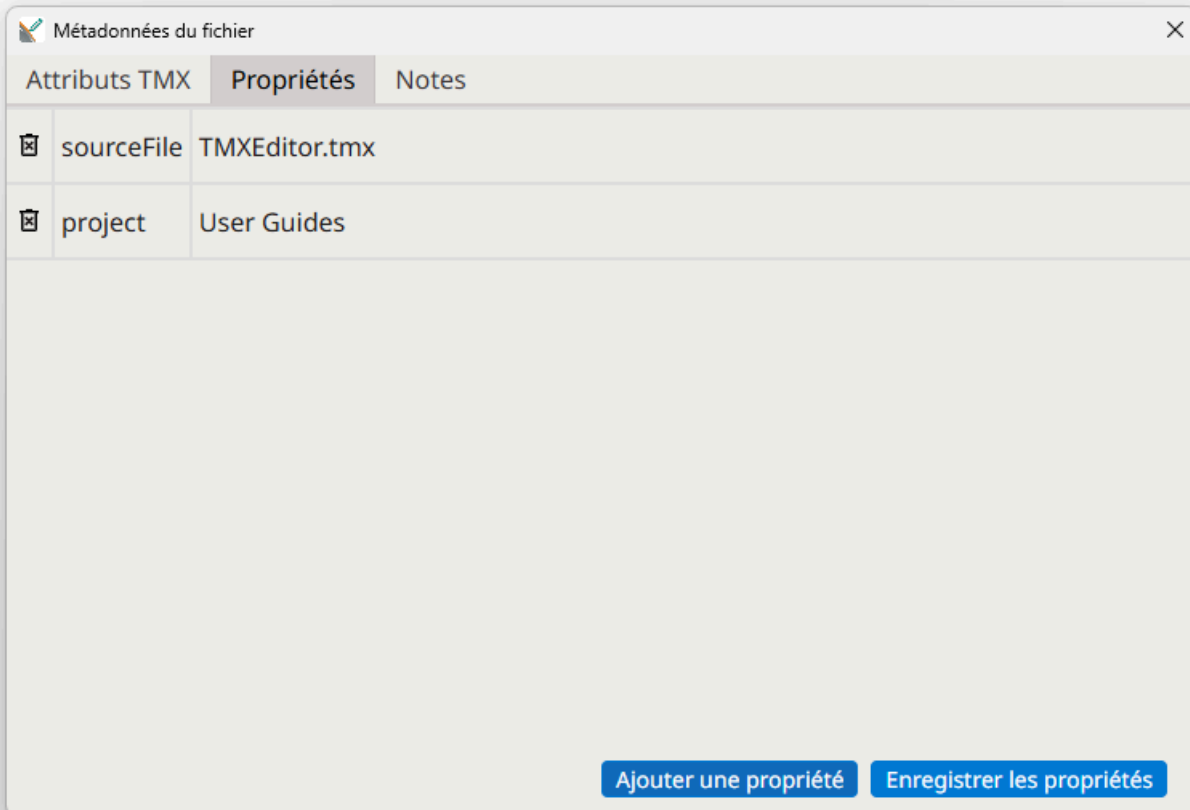 Métadonnées du fichier
Attributs TMX Propriétés Notes
sourceFile TMXEditor.tmx
project User Guides
Ajouter une propriété Enregistrer les propriétés